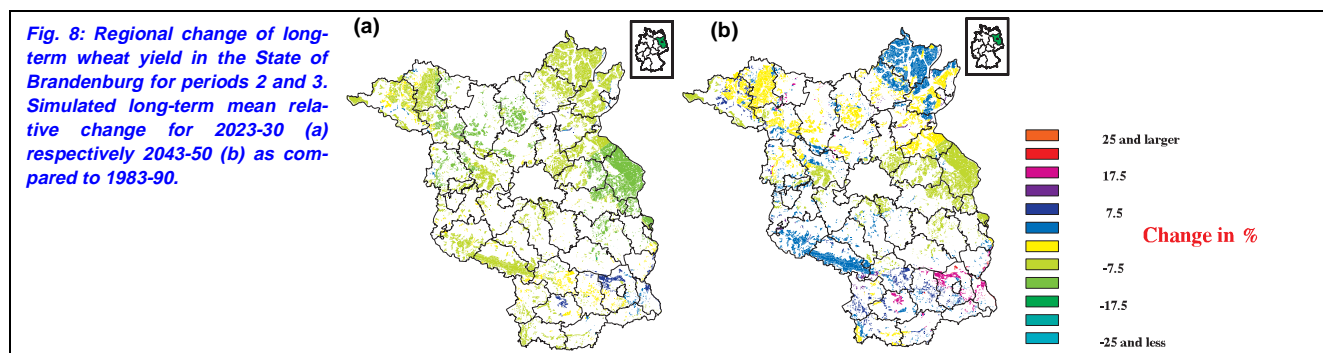 Fig. 8: Regional change of long-
term wheat yield in the State of
Brandenburg for periods 2 and 3.
Simulated long-term mean rela-
tive change for 2023-30 (a)
respectively 2043-50 (b) as com-
pared to 1983-90.
(a)
(b)
25 and larger
17.5
7.5
Change in %
-7.5
-17.5
-25 and less